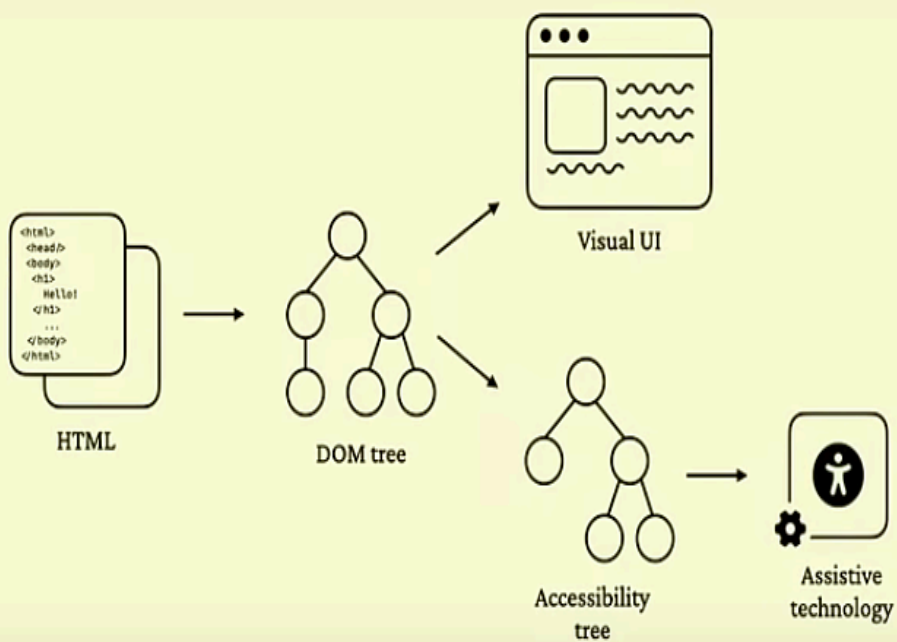 <html>
<head/>
<body>
<h1>
Hello!
</h1>
...
</body>
</html>
HTML
DOM tree
Visual UI
Accessibility
tree
Assistive
technology